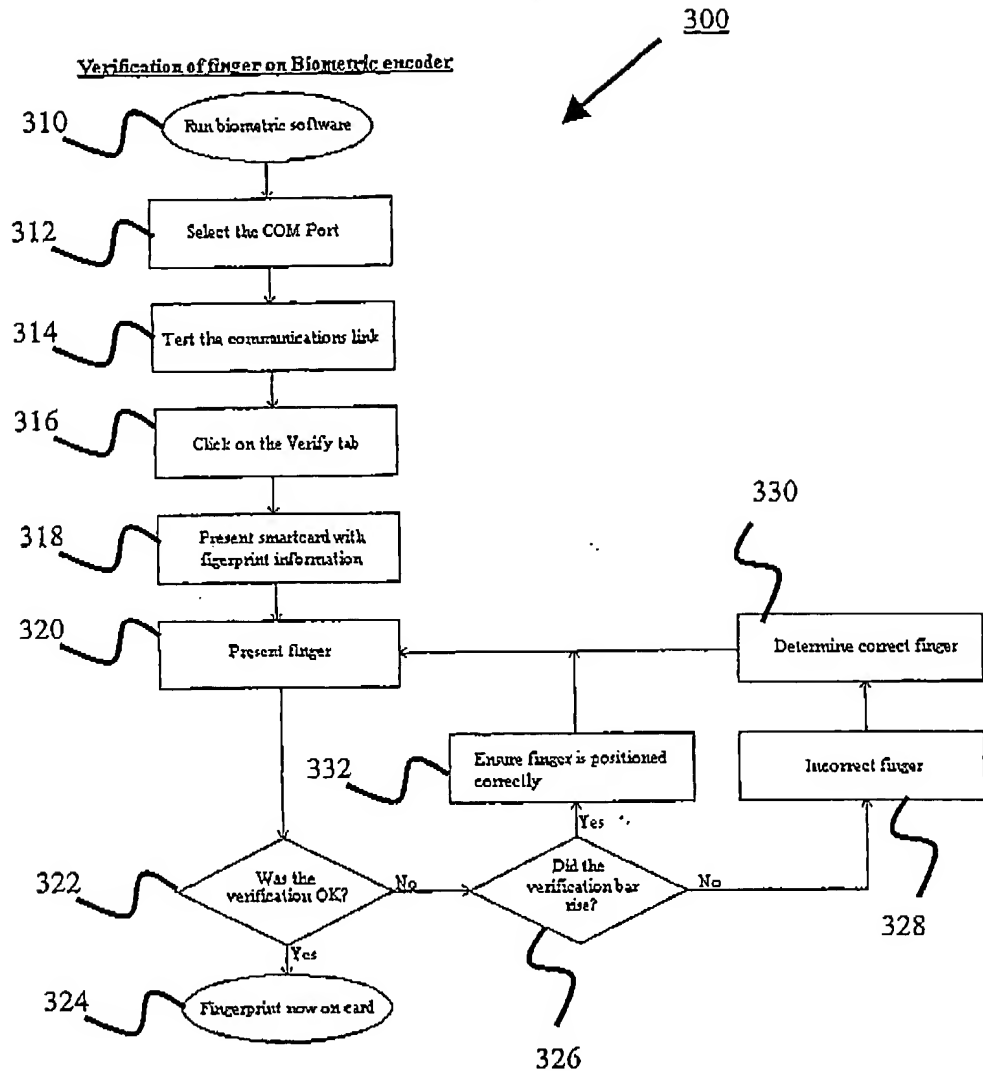 300
Verification of finger on Biometric encoder
310
Run biometric software
312
Select the COM Port
314
Test the communications link
316
Click on the Verify tab
318
Present smartcard with
figerprint information
330
320
Present finger
Determine correct finger
332
Ensure finger is positioned
correctly
Incorrect finger
Yes
322
Was the
verification OK?
No
Did the
verification bar
rise?
No
328
Yes
324
Fingerprint now on card
326